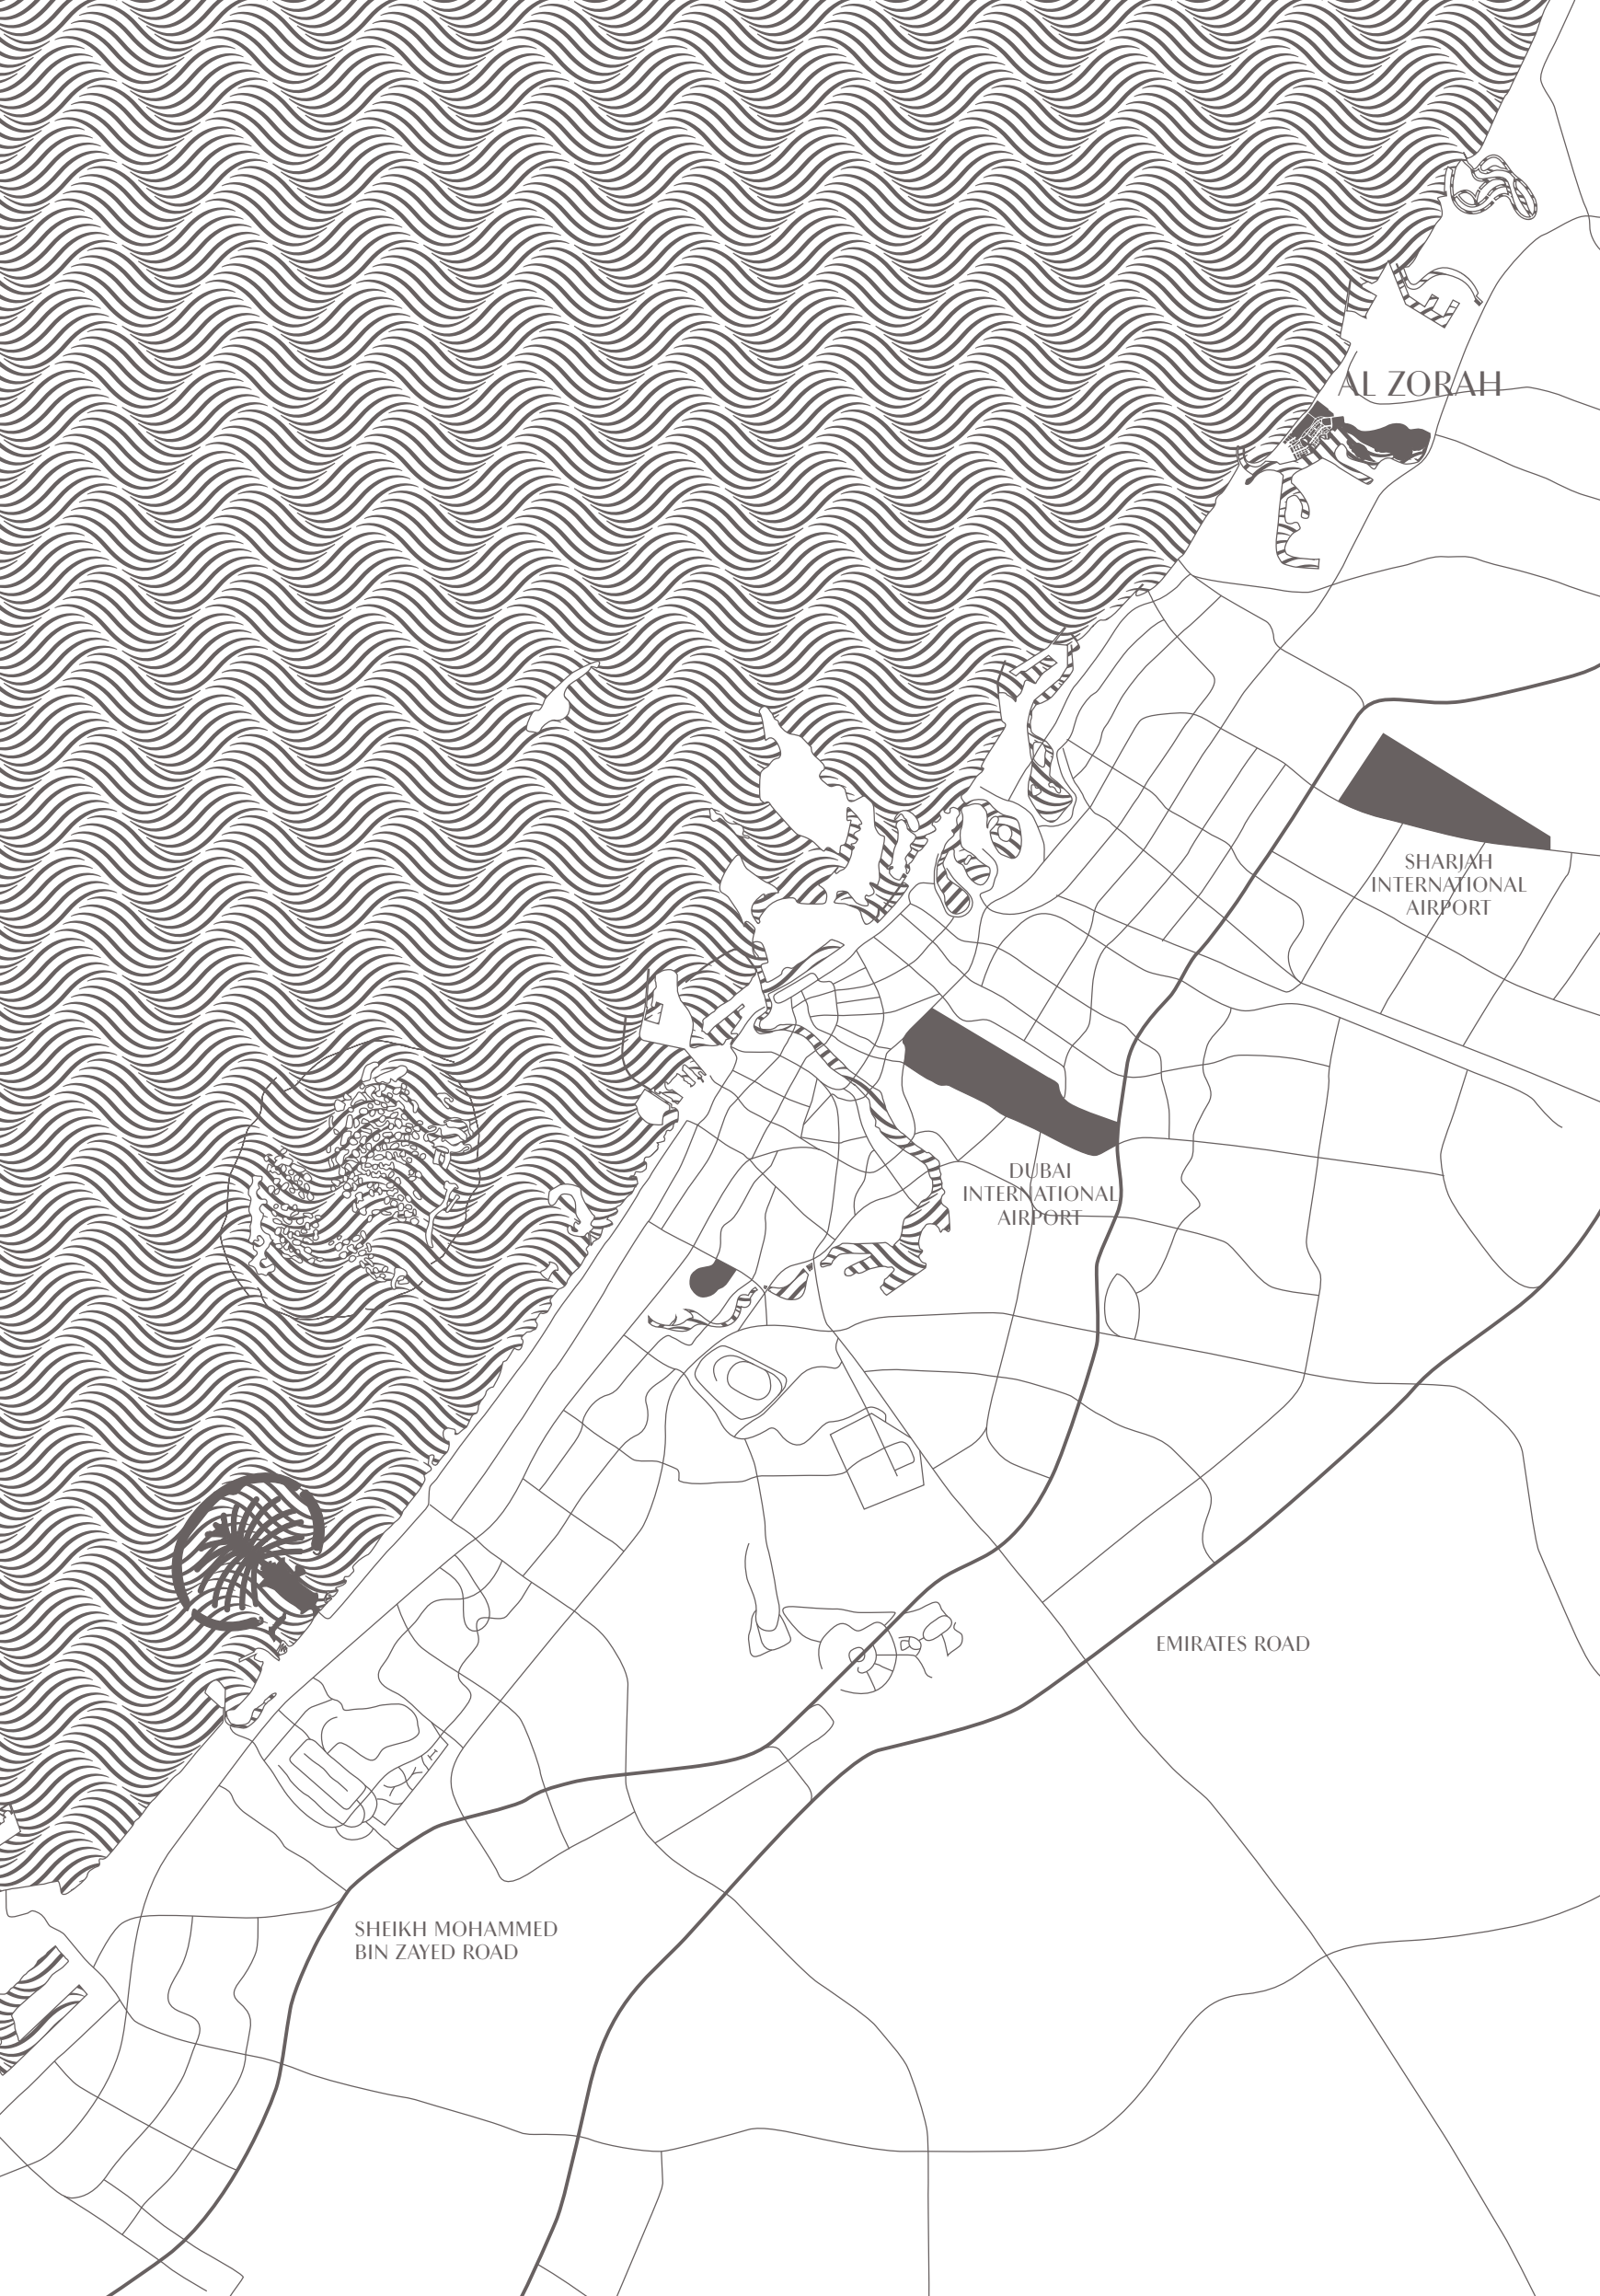 AL ZORAH
SHARJAH
INTERNATIONAL
AIRPORT
DUBAI
INTERNATIONAL
AIRPORT
EMIRATES ROAD
SHEIKH MOHAMMED
BIN ZAYED ROAD